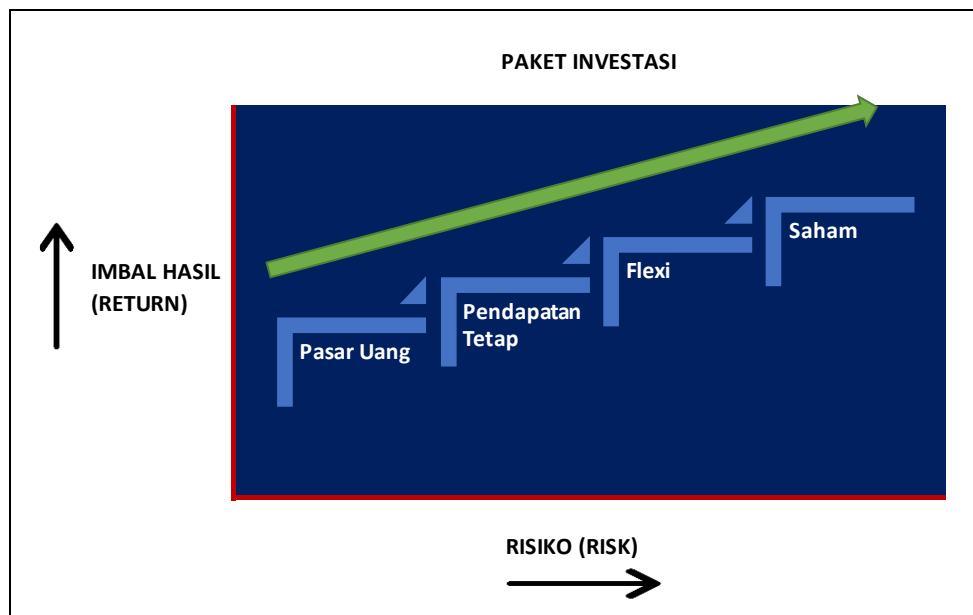 PAKET INVESTASI
IMBAL HASIL
(RETURN)
Saham
Flexi
Pendapatan
Tetap
Pasar Uang
RISIKO (RISK)